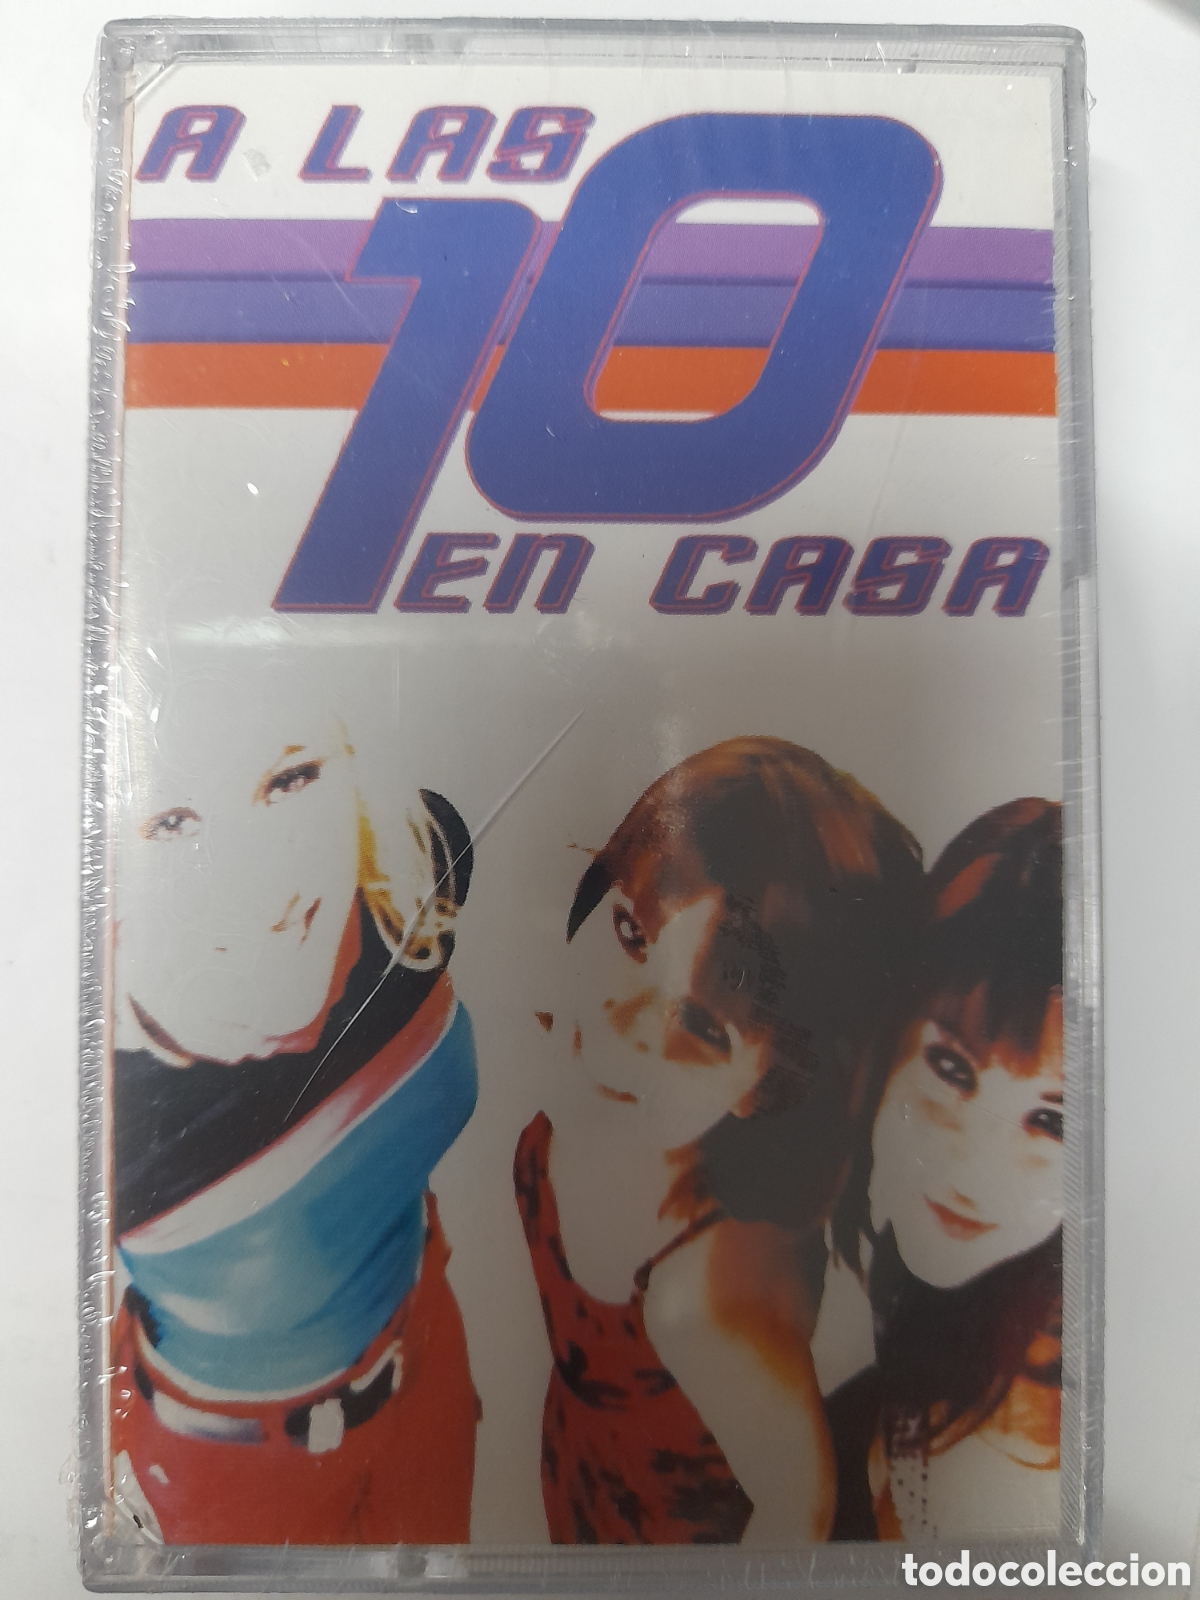 A LAS
10
EN CASA
todocoleccion